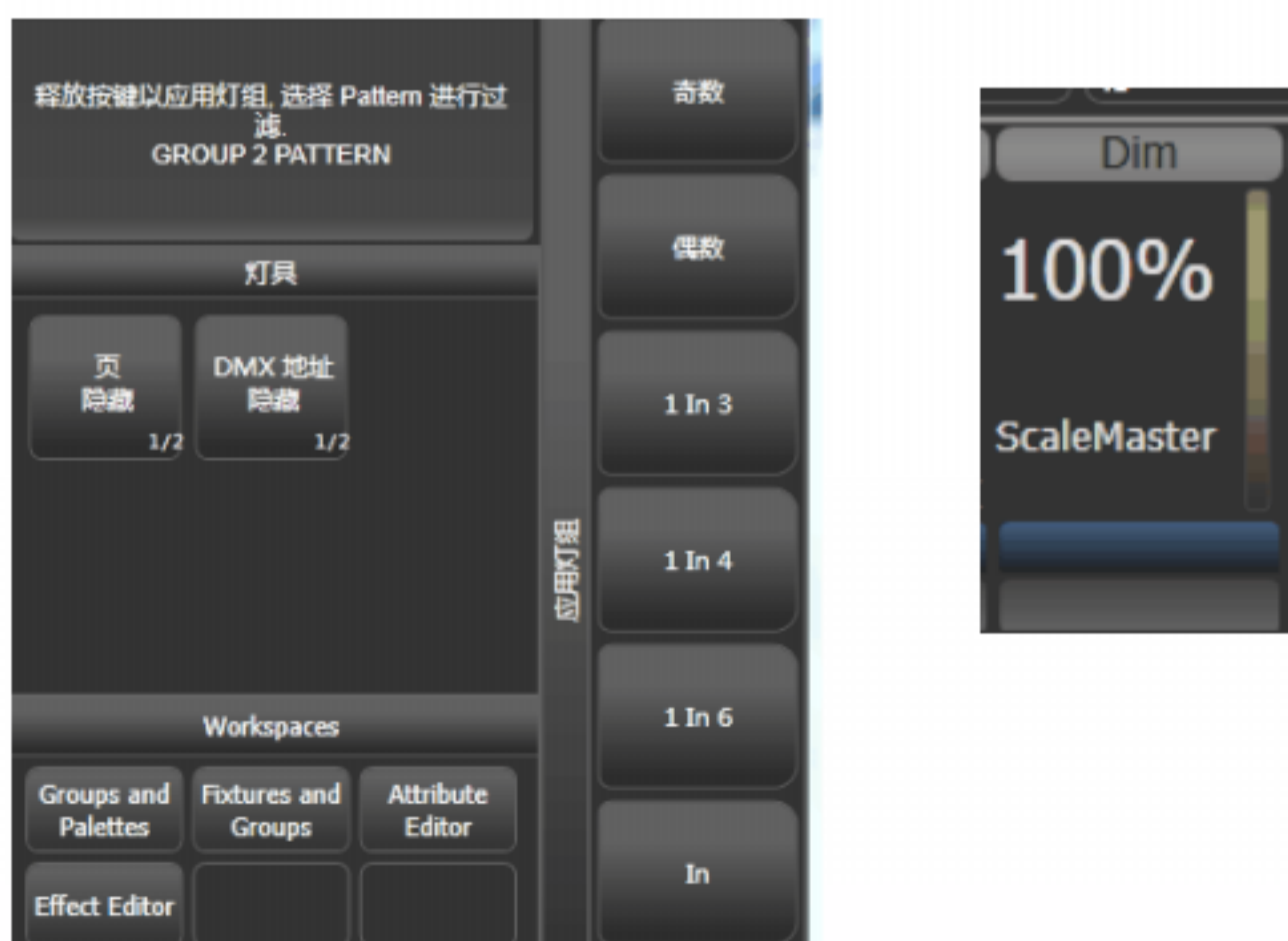 释放按键以应用灯组, 选择 Pattern 进行过
滤.
GROUP 2 PATTERN
灯具
页
隐藏
1/2
DMX 地址
隐藏
1/2
Workspaces
Groups and
Palettes
Fixtures and
Groups
Attribute
Editor
Effect Editor
应用灯组
奇数
偶数
1 In 3
1 In 4
1 In 6
In
Dim
100%
ScaleMaster